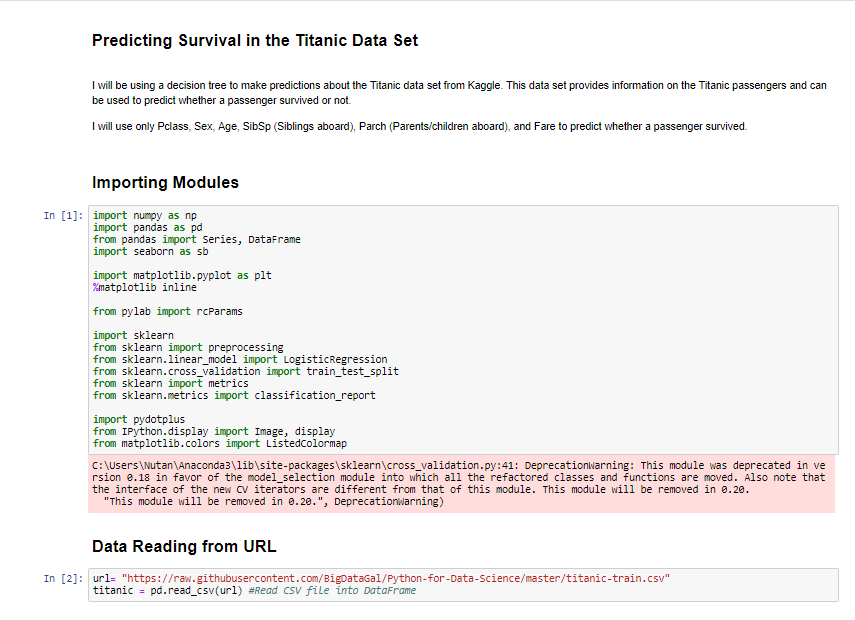 Predicting Survival in the Titanic Data Set
I will be using a decision tree to make predictions about the Titanic data set from Kaggle. This data set provides information on the Titanic passengers and can
be used to predict whether a passenger survived or not.
I will use only Pclass, Sex, Age, SibSp (Siblings aboard), Parch (Parents/children aboard), and Fare to predict whether a passenger survived.
Importing Modules
In [1]: import numpy as np
import pandas as pd
from pandas import Series, DataFrame
import seaborn as sb
import matplotlib.pyplot as plt
%matplotlib inline
from pylab import rcParams
import sklearn
from sklearn import preprocessing
from sklearn.linear_model import LogisticRegression
from sklearn.cross_validation import train_test_split
from sklearn import metrics
from sklearn.metrics import classification_report
import pydotplus
from IPython.display import Image, display
from matplotlib.colors import ListedColormap
C:\Users\Nutan\Anaconda3\lib\site-packages\sklearn\cross_validation.py:41: DeprecationWarning: This module was deprecated in ve
rsion 0.18 in favor of the model_selection module into which all the refactored classes and functions are moved. Also note that
the interface of the new CV iterators are different from that of this module. This module will be removed in 0.20.
"This module will be removed in 0.20.", DeprecationWarning)
Data Reading from URL
In [2]: url= "https://raw.githubusercontent.com/BigDataGal/Python-for-Data-Science/master/titanic-train.csv"
titanic = pd.read_csv(url) #Read CSV file into DataFrame